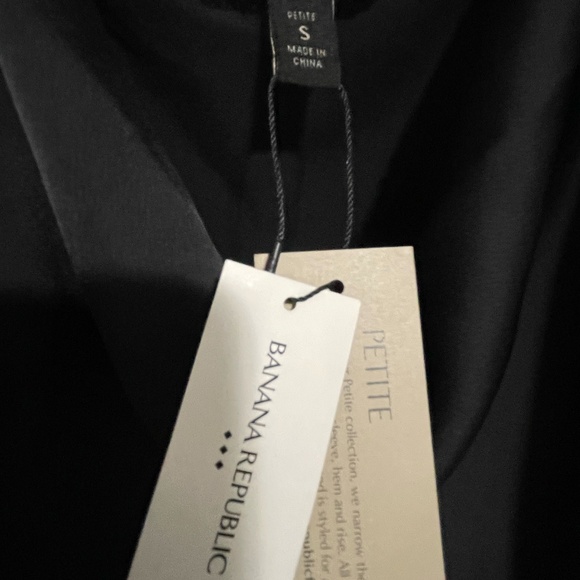 PETITE
S
MADE IN
CHINA
BANANA REPUBLIC
PETITE
Petite collection, we narrow the
sleeve, hem and rise. All
is styled for